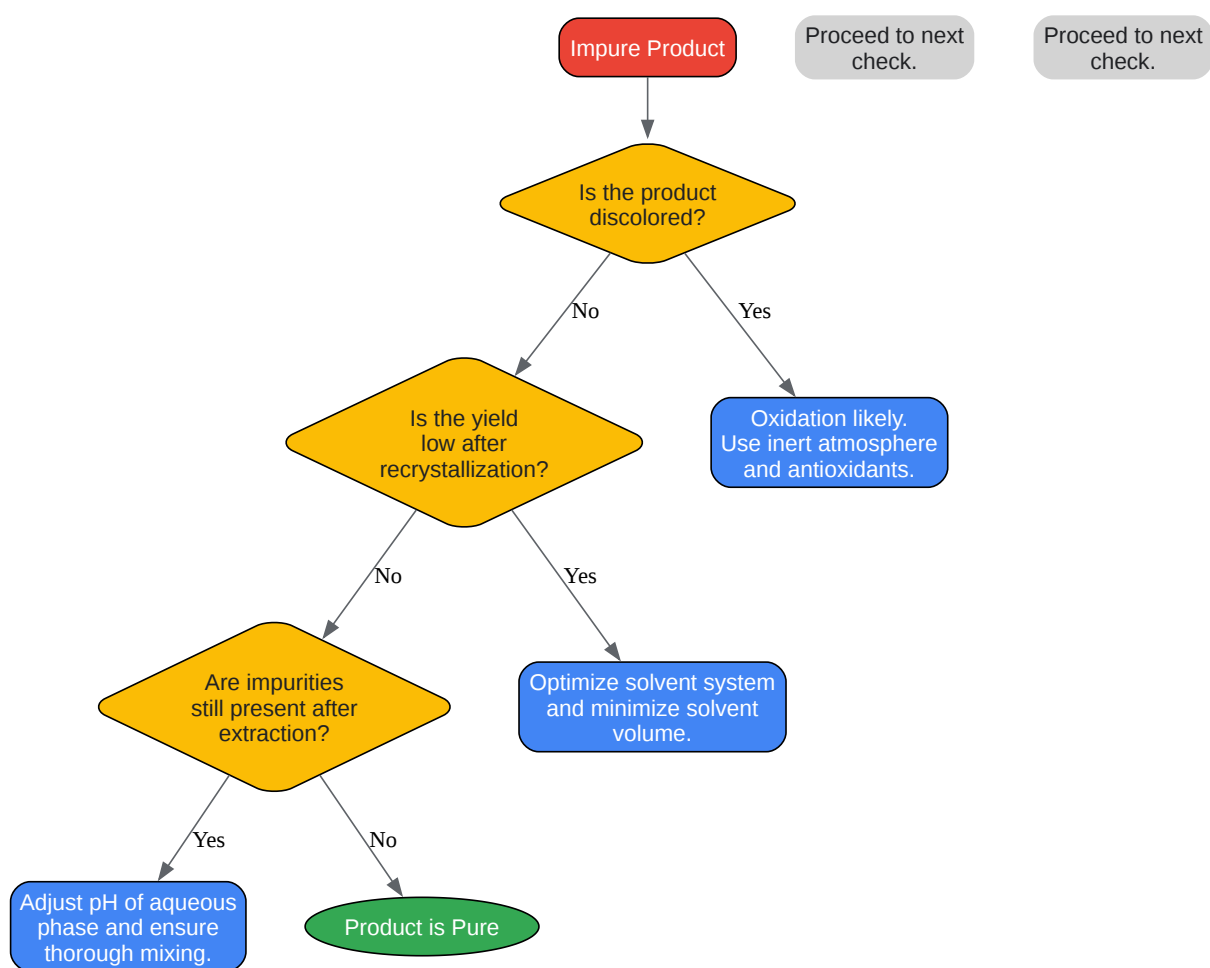 Impure Product
Proceed to next
check.
Proceed to next
check.
Is the product
discolored?
No
Yes
Is the yield
low after
recrystallization?
Oxidation likely.
Use inert atmosphere
and antioxidants.
No
Yes
Are impurities
still present after
extraction?
Optimize solvent system
and minimize solvent
volume.
Yes
No
Adjust pH of aqueous
phase and ensure
thorough mixing.
Product is Pure